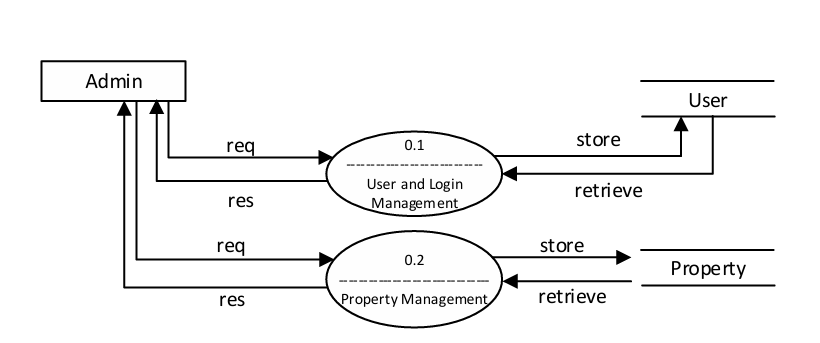 Admin
User
req
0.1
store
User and Login
Management
res
retrieve
req
0.2
store
Property
Property Management
res
retrieve